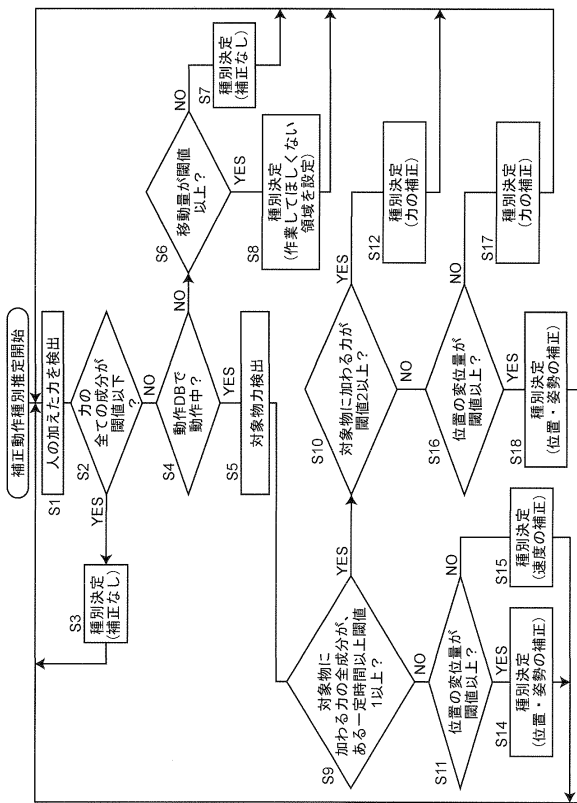 補正動作種別推定開始
S1
人の加えた力を検出
S2
力の
全ての成分が
閾値以下
?
YES
NO
S3
種別決定
(補正なし)
S4
動作DBで
動作中?
NO
YES
S5
対象物力検出
S6
移動量が閾値
以上?
NO
YES
S7
種別決定
(補正なし)
S8
種別決定
(作業してほしくない
領域を設定)
S9
対象物に
加わる力の全成分が、
ある一定時間以上閾値
1以上?
YES
NO
S10
対象物に加わる力が
閾値2以上?
YES
NO
S11
位置の変位量が
閾値以上?
NO
YES
S12
種別決定
(力の補正)
S14
種別決定
(位置・姿勢の補正)
S15
種別決定
(速度の補正)
S16
位置の変位量が
閾値以上?
NO
YES
S17
種別決定
(力の補正)
S18
種別決定
(位置・姿勢の補正)